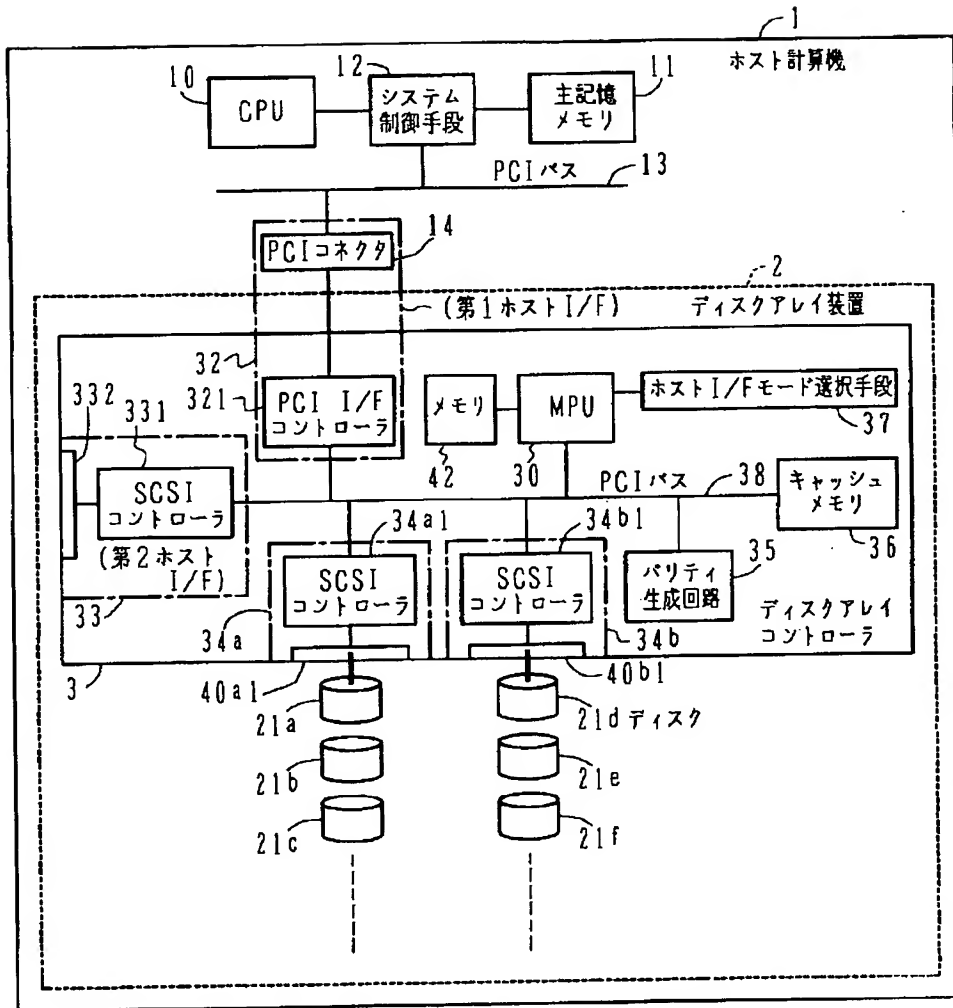 1
ホスト計算機
10
CPU
12
システム
制御手段
11
主記憶
メモリ
PCIバス
13
PCIコネクタ
14
2
(第1ホストI/F)
ディスクアレイ装置
32
321
PCI I/F
コントローラ
メモリ
42
MPU
30
ホストI/Fモード選択手段
37
332
331
SCSI
コントローラ
(第2ホスト
I/F)
33
PCIバス
38
キャッシュ
メモリ
36
34a1
SCSI
コントローラ
34a
34b1
SCSI
コントローラ
34b
パリティ
生成回路
35
ディスクアレイ
コントローラ
3
40a1
40b1
21a
21d ディスク
21b
21e
21c
21f